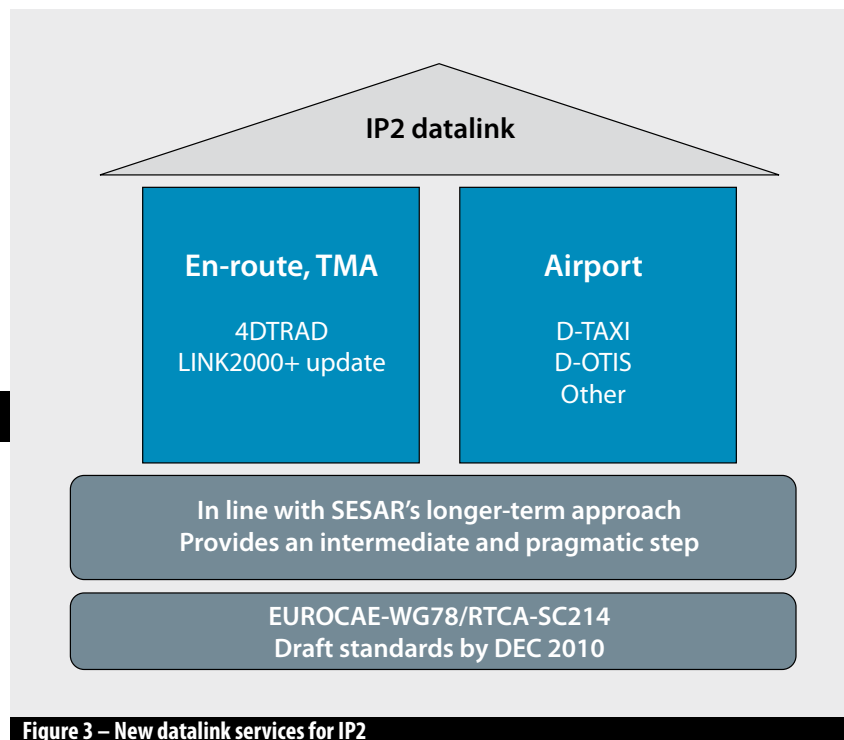 IP2 datalink
En-route, TMA
4DTRAD
LINK2000+ update
Airport
D-TAXI
D-OTIS
Other
In line with SESAR’s longer-term approach
Provides an intermediate and pragmatic step
EUROCAE-WG78/RTCA-SC214
Draft standards by DEC 2010
Figure 3 – New datalink services for IP2